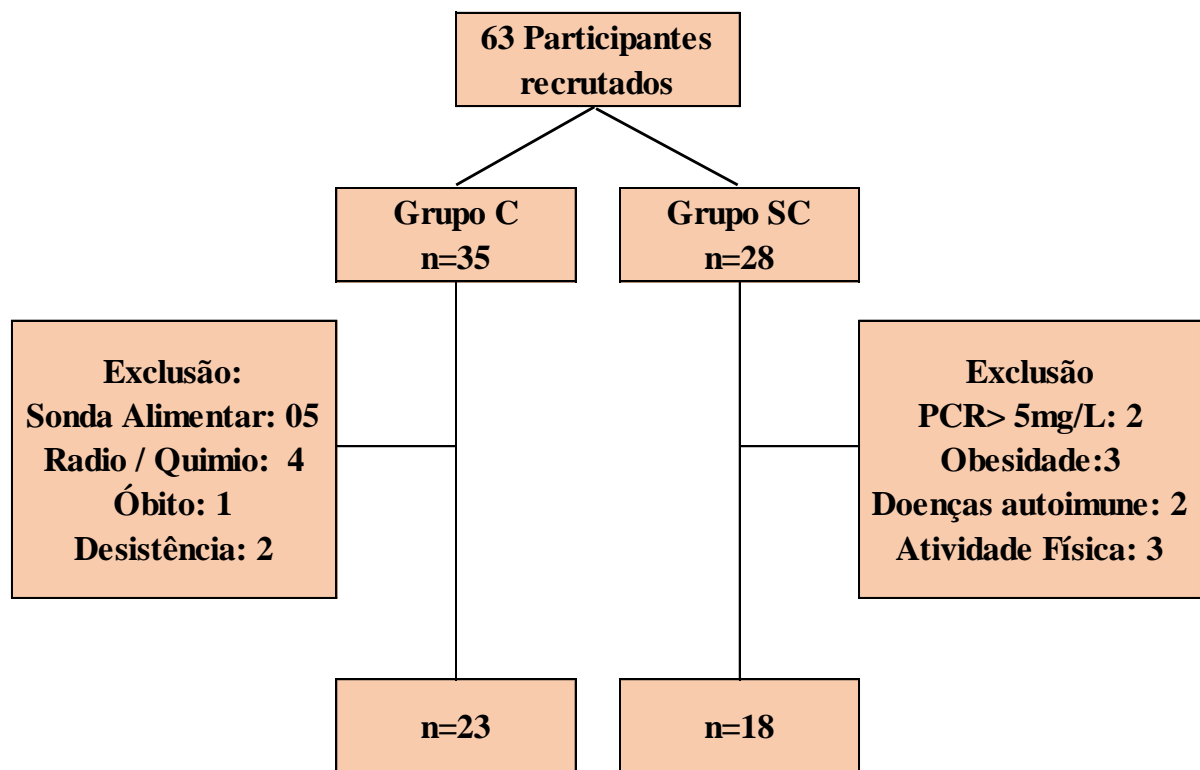 63 Participantes
recrutados
Grupo C
n=35
Grupo SC
n=28
Exclusão:
Sonda Alimentar: 05
Radio / Quimio: 4
Óbito: 1
Desistência: 2
Exclusão
PCR> 5mg/L: 2
Obesidade:3
Doenças autoimune: 2
Atividade Física: 3
n=23
n=18